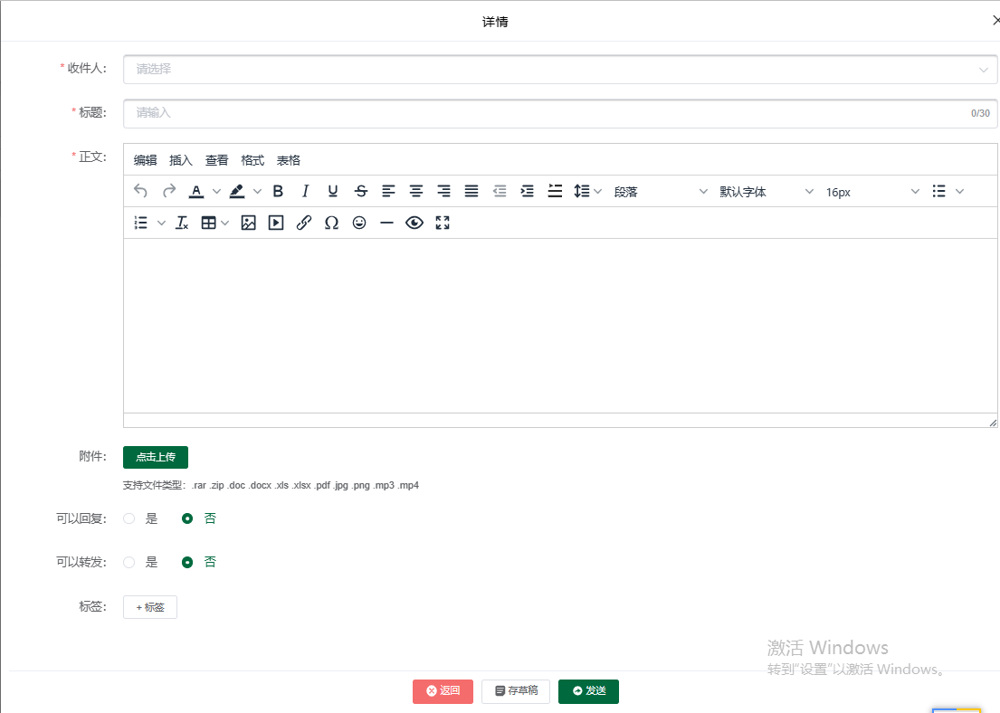 详情
* 收件人: 请选择
* 标题: 请输入 0/30
* 正文: 编辑 插入 查看 格式 表格
段落 默认字体 16px
附件: 点击上传
支持文件类型: .rar .zip .doc .docx .xls .xlsx .pdf .jpg .png .mp3 .mp4
可以回复: 是 否
可以转发: 是 否
标签: + 标签
激活 Windows
转到“设置”以激活 Windows。
返回 存草稿 发送